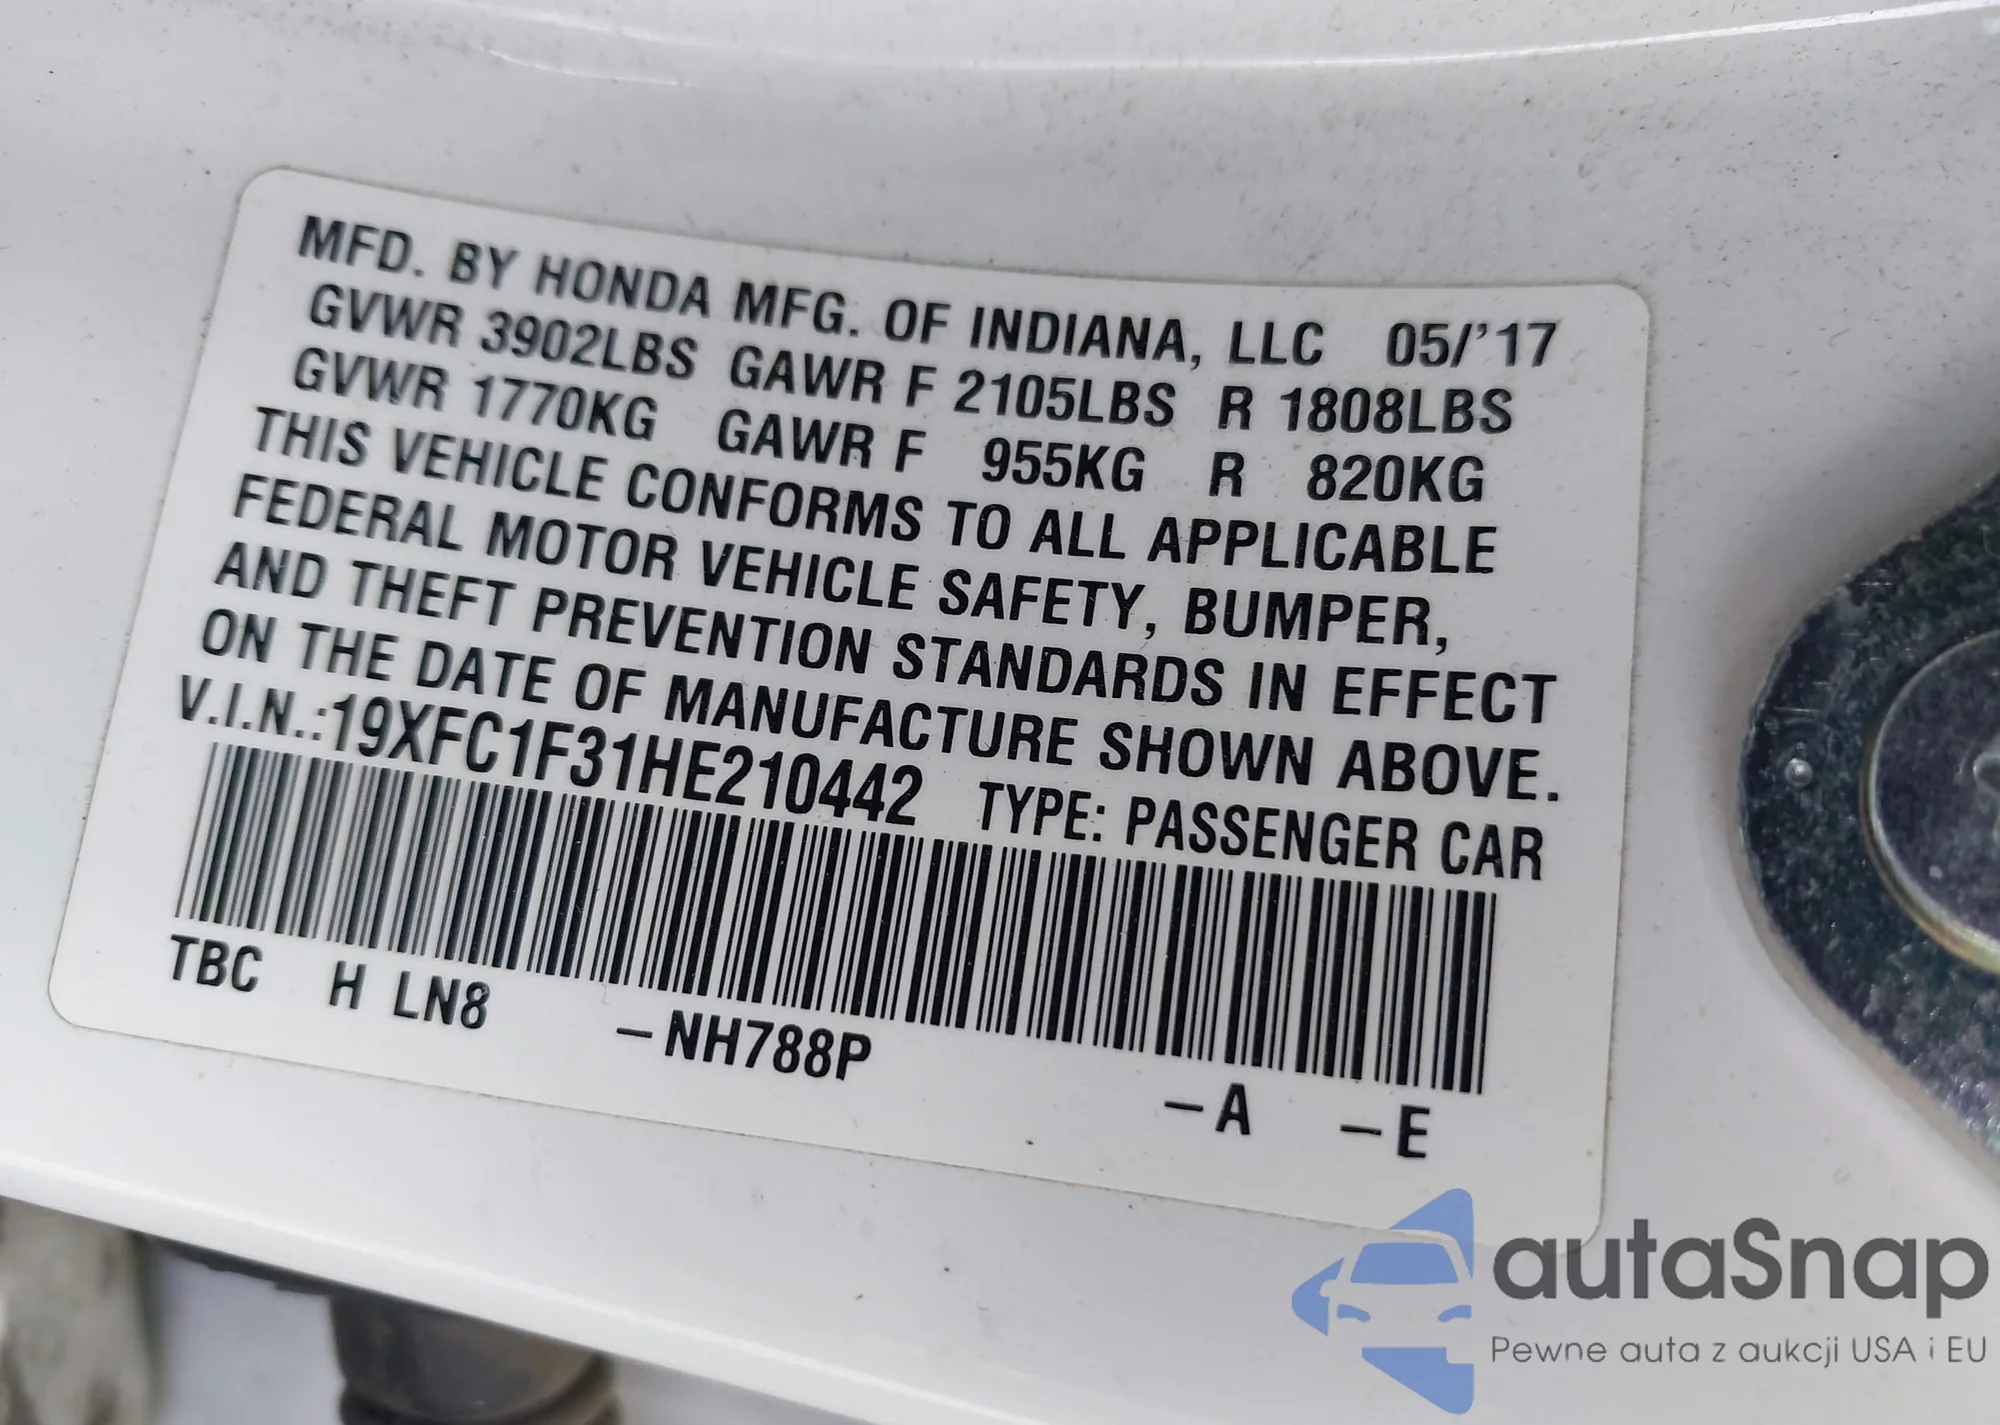 MFD. BY HONDA MFG. OF INDIANA, LLC 05/'17
GVWR 3902LBS GAWR F 2105LBS R 1808LBS
GVWR 1770KG GAWR F 955KG R 820KG
THIS VEHICLE CONFORMS TO ALL APPLICABLE
FEDERAL MOTOR VEHICLE SAFETY, BUMPER,
AND THEFT PREVENTION STANDARDS IN EFFECT
ON THE DATE OF MANUFACTURE SHOWN ABOVE.
V.I.N.:19XFC1F31HE210442 TYPE: PASSENGER CAR
TBC H LN8 –NH788P –A –E
autaSnap
Pewne auta z aukcji USA i EU